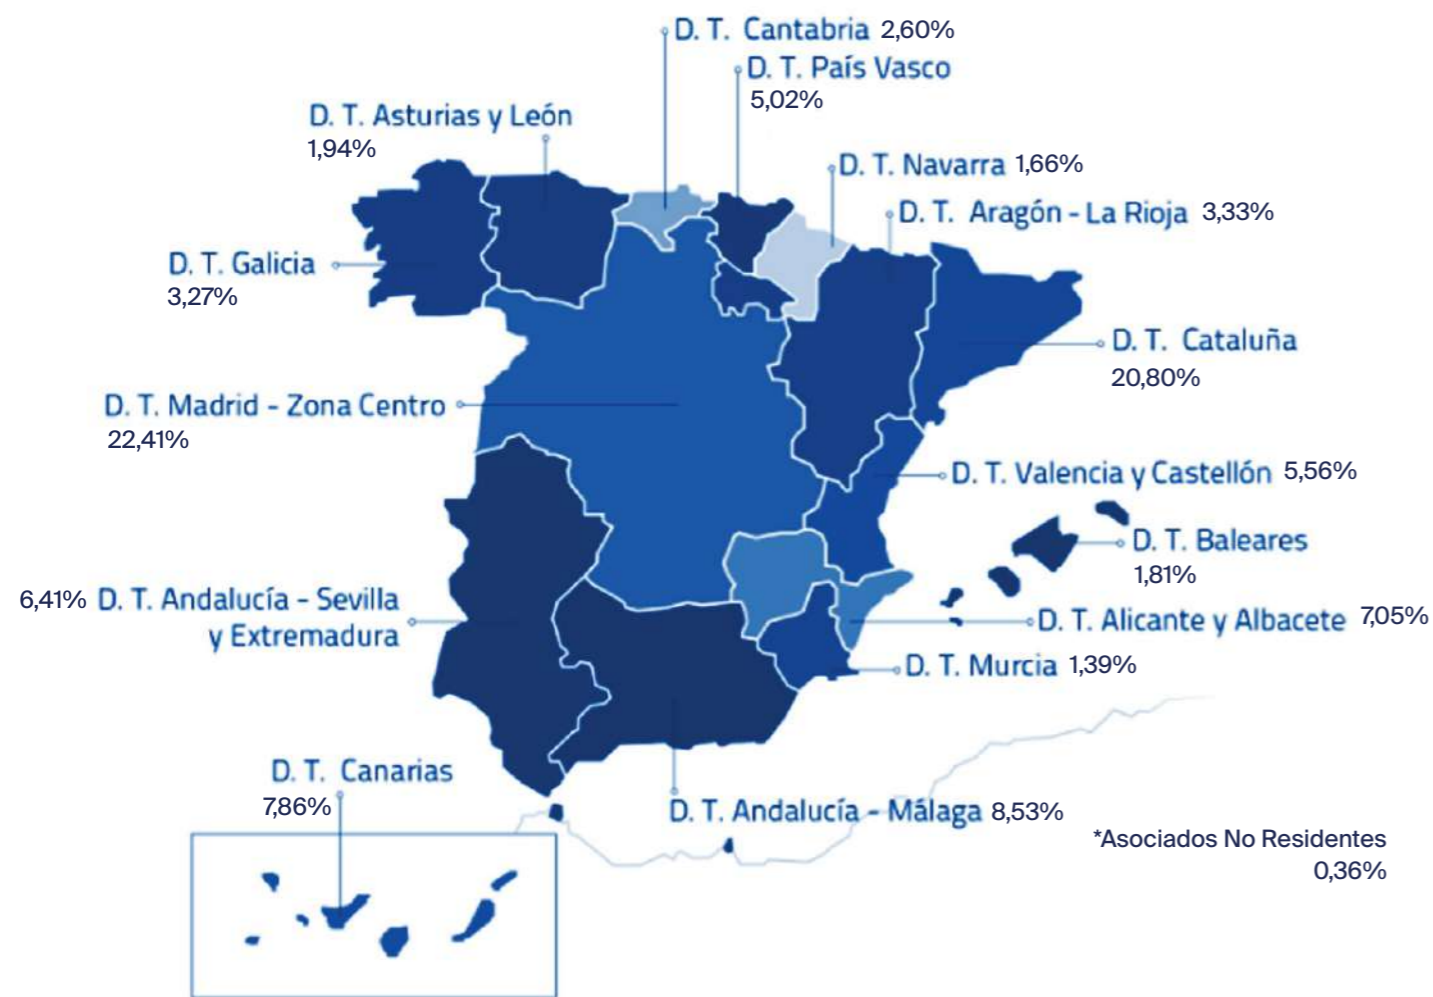 D. T. Cantabria 2,60%
D. T. País Vasco
5,02%
D. T. Asturias y León
1,94%
D. T. Navarra 1,66%
D. T. Aragón - La Rioja 3,33%
D. T. Galicia
3,27%
D. T. Cataluña
20,80%
D. T. Madrid - Zona Centro
22,41%
D. T. Valencia y Castellón 5,56%
D. T. Baleares
1,81%
6,41% D. T. Andalucía - Sevilla
y Extremadura
D. T. Alicante y Albacete 7,05%
D. T. Murcia 1,39%
D. T. Canarias
7,86%
D. T. Andalucía - Málaga 8,53%
*Asociados No Residentes
0,36%